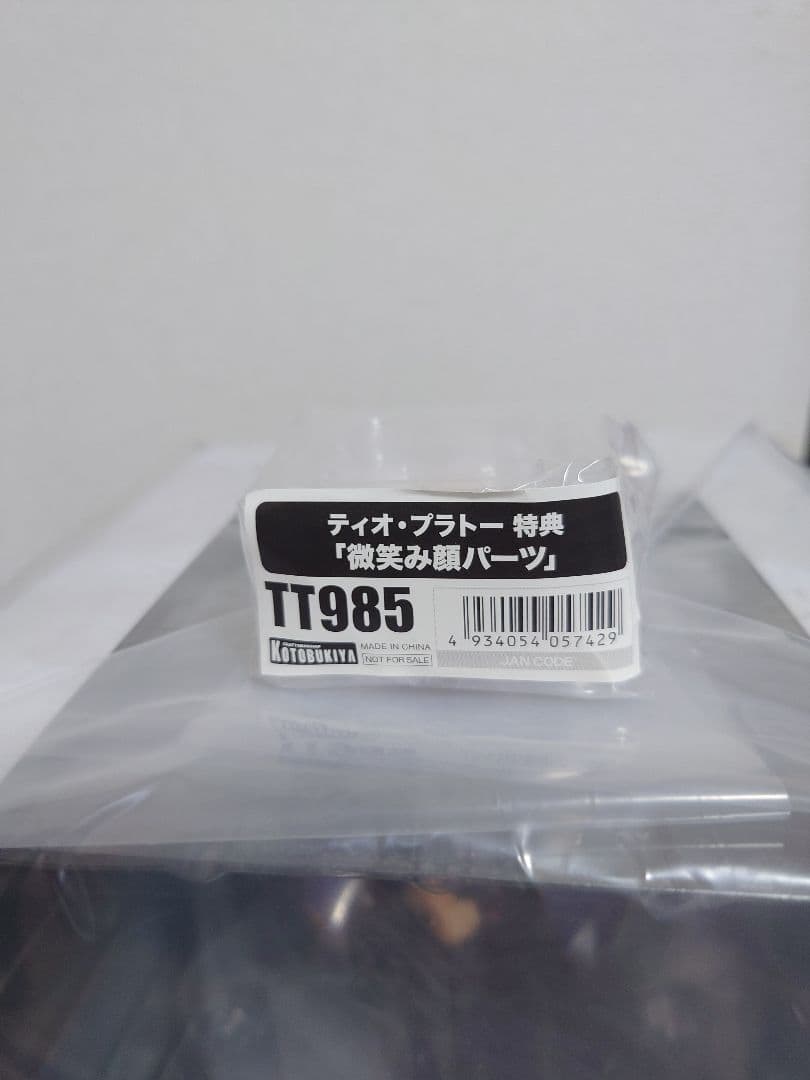 ティオ・プラトー 特典
「微笑み顔パーツ」
TT985
KOTOBUKIYA
MADE IN CHINA
NOT FOR SALE
4 934054 057429
JAN CODE